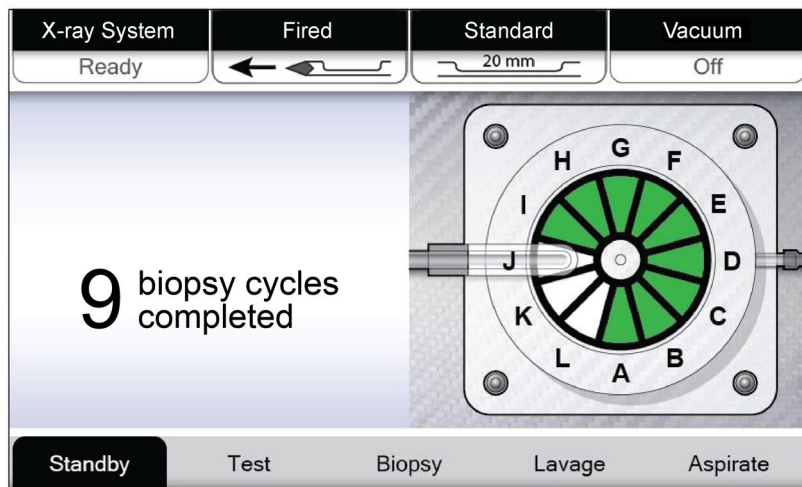 X-ray System Fired Standard Vacuum
Ready 20 mm Off
G
H F
I E
J D
9 biopsy cycles
completed
K C
L B
A
Standby Test Biopsy Lavage Aspirate